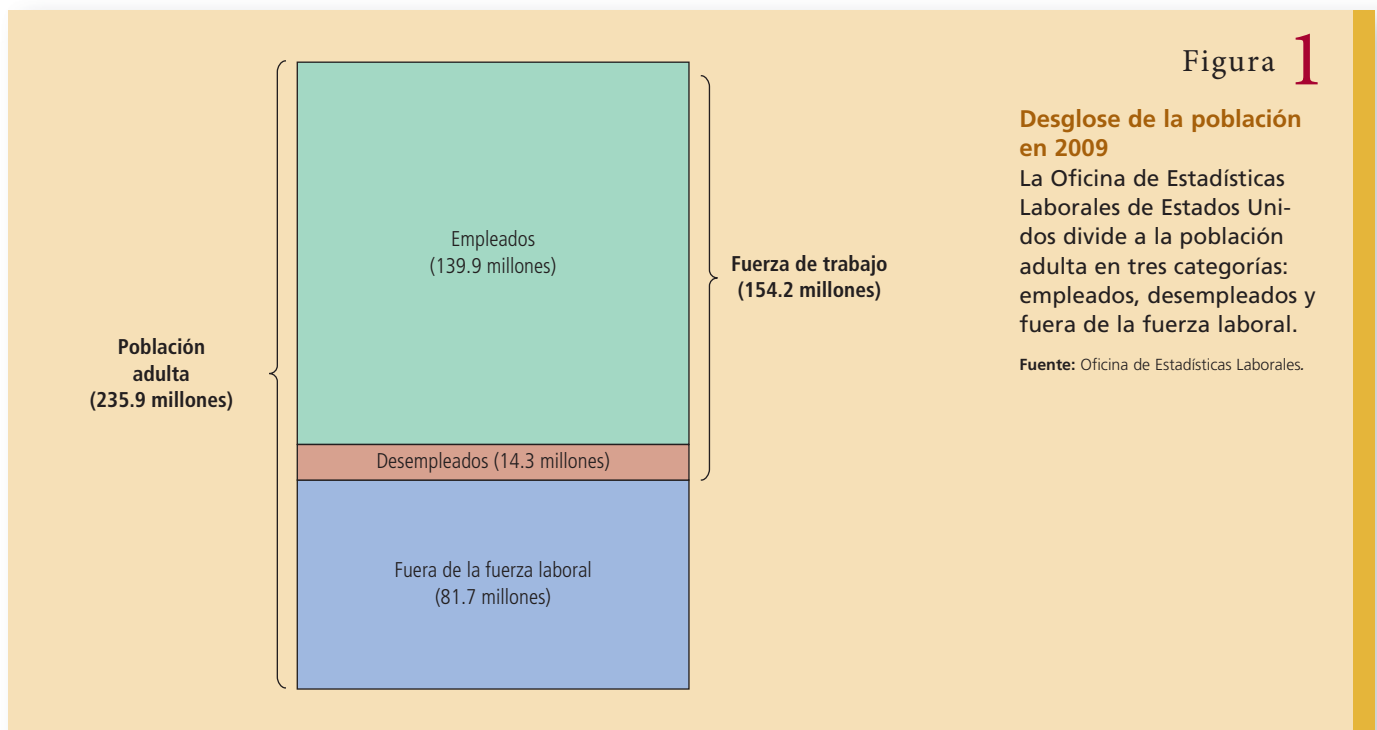 Figura 1
Desglose de la población
en 2009
La Oficina de Estadísticas
Laborales de Estados Uni-
dos divide a la población
adulta en tres categorías:
empleados, desempleados y
fuera de la fuerza laboral.
Fuente: Oficina de Estadísticas Laborales.
Población
adulta
(235.9 millones)
Empleados
(139.9 millones)
Desempleados (14.3 millones)
Fuera de la fuerza laboral
(81.7 millones)
Fuerza de trabajo
(154.2 millones)